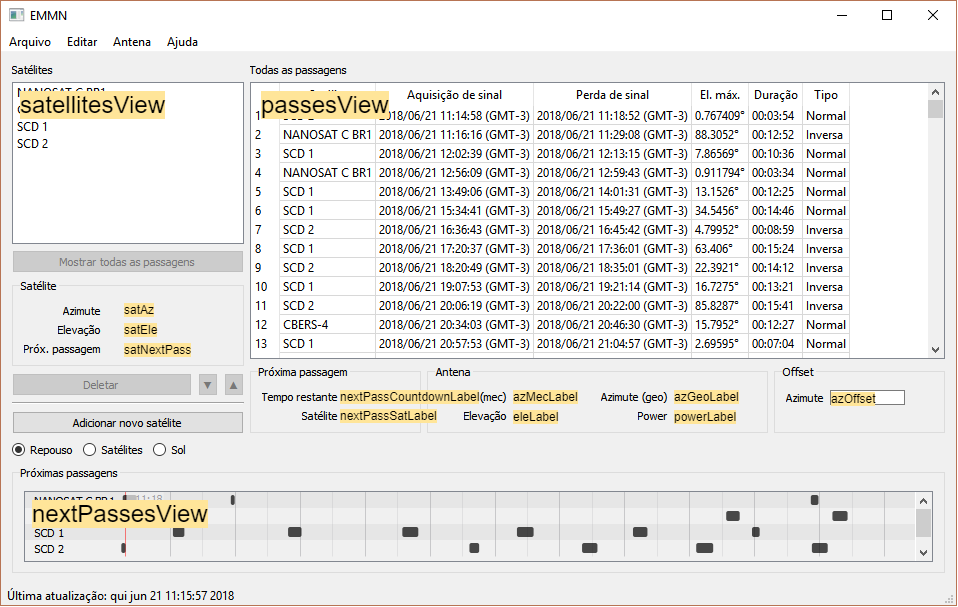 EMMN
Arquivo Editar Antena Ajuda
Satélites
satellitesView
SCD 1
SCD 2
Mostrar todas as passagens
Satélite
Azimute satAz
Elevação satEle
Próx. passagem satNextPass
Deletar ▼ ▲
Adicionar novo satélite
Todas as passagens
passesView Aquisição de sinal Perda de sinal El. máx. Duração Tipo
1 2018/06/21 11:14:58 (GMT-3) 2018/06/21 11:18:52 (GMT-3) 0.767409° 00:03:54 Normal
2 NANOSAT C BR1 2018/06/21 11:16:16 (GMT-3) 2018/06/21 11:29:08 (GMT-3) 88.3052° 00:12:52 Inversa
3 SCD 1 2018/06/21 12:02:39 (GMT-3) 2018/06/21 12:13:15 (GMT-3) 7.86569° 00:10:36 Normal
4 NANOSAT C BR1 2018/06/21 12:56:09 (GMT-3) 2018/06/21 12:59:43 (GMT-3) 0.911794° 00:03:34 Normal
5 SCD 1 2018/06/21 13:49:06 (GMT-3) 2018/06/21 14:01:31 (GMT-3) 13.1526° 00:12:25 Normal
6 SCD 1 2018/06/21 15:34:41 (GMT-3) 2018/06/21 15:49:27 (GMT-3) 34.5456° 00:14:46 Normal
7 SCD 2 2018/06/21 16:36:43 (GMT-3) 2018/06/21 16:45:42 (GMT-3) 4.79952° 00:08:59 Inversa
8 SCD 1 2018/06/21 17:20:37 (GMT-3) 2018/06/21 17:36:01 (GMT-3) 63.406° 00:15:24 Normal
9 SCD 2 2018/06/21 18:20:49 (GMT-3) 2018/06/21 18:35:01 (GMT-3) 22.3921° 00:14:12 Inversa
10 SCD 1 2018/06/21 19:07:53 (GMT-3) 2018/06/21 19:21:14 (GMT-3) 16.7275° 00:13:21 Inversa
11 SCD 2 2018/06/21 20:06:19 (GMT-3) 2018/06/21 20:22:00 (GMT-3) 85.8287° 00:15:41 Inversa
12 CBERS-4 2018/06/21 20:34:03 (GMT-3) 2018/06/21 20:46:30 (GMT-3) 15.7952° 00:12:27 Normal
13 SCD 1 2018/06/21 20:57:53 (GMT-3) 2018/06/21 21:04:57 (GMT-3) 2.69595° 00:07:04 Normal
Próxima passagem
Tempo restante nextPassCountdownLabel
Satélite nextPassSatLabel
Antena
(mec) azMecLabel Azimute (geo) azGeoLabel
Elevação eleLabel Power powerLabel
Offset
Azimute azOffset
Repouso Satélites Sol
Próximas passagens
NANOSAT C BR1 11:18
nextPassesView
SCD 1
SCD 2
Última atualização: qui jun 21 11:15:57 2018